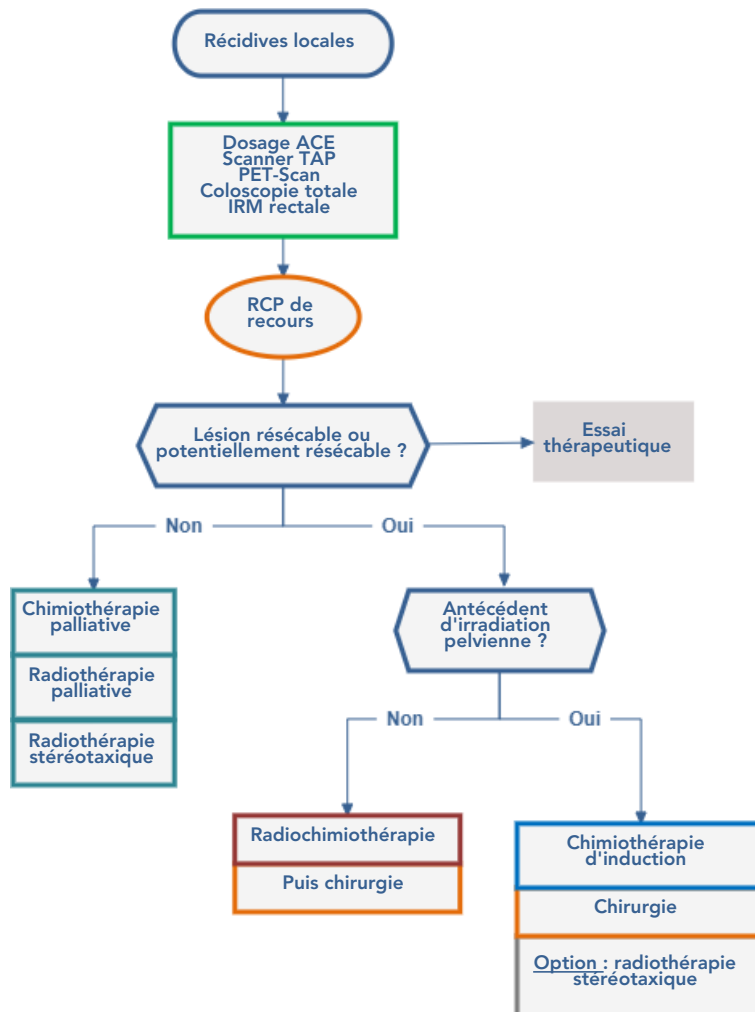 Récidives locales
Dosage ACE
Scanner TAP
PET-Scan
Coloscopie totale
IRM rectale
RCP de
recours
Lésion résécable ou
potentiellement résécable ?
Essai
thérapeutique
Non
Oui
Chimiothérapie
palliative
Radiothérapie
palliative
Radiothérapie
stéréotaxique
Antécédent
d'irradiation
pelvienne ?
Non
Oui
Radiochimiothérapie
Puis chirurgie
Chimiothérapie
d'induction
Chirurgie
Option : radiothérapie
stéréotaxique